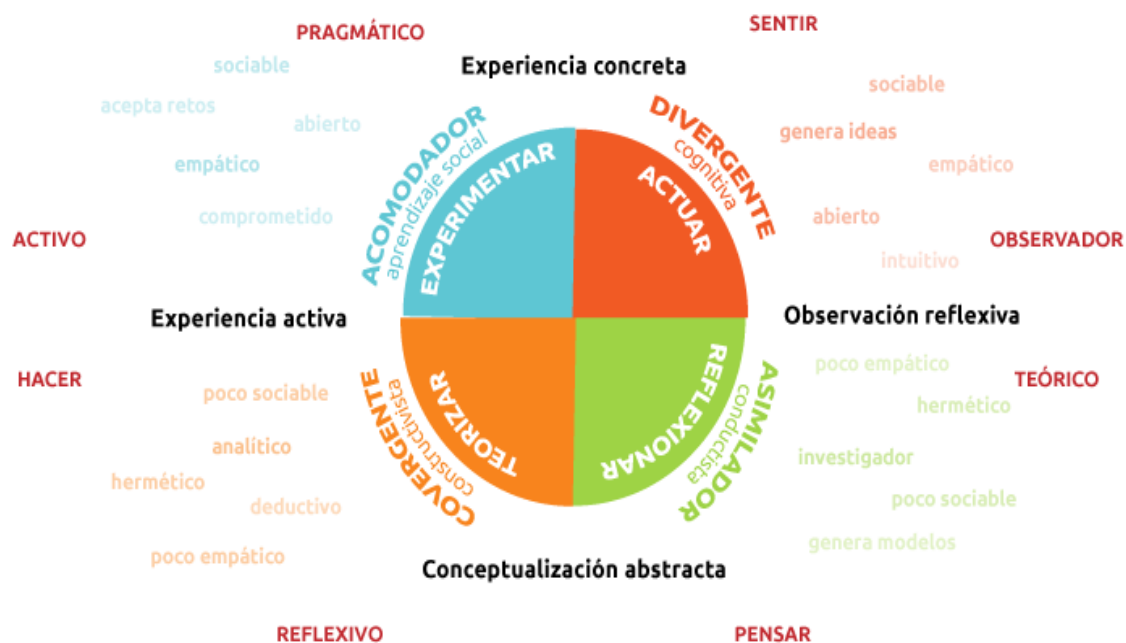 PRAGMÁTICO
SENTIR
Experiencia concreta
sociable
acepta retos
abierto
empático
comprometido
ACTIVO
ACOMODADOR
aprendizaje social
EXPERIMENTAR
DIVERGENTE
cognitiva
ACTUAR
sociable
genera ideas
empático
abierto
intuitivo
OBSERVADOR
Experiencia activa
Observación reflexiva
HACER
poco sociable
analítico
hermético
deductivo
poco empático
COVERGENTE
constructivista
TEORIZAR
REFLEXIONAR
ASIMILADOR
conductista
poco empático
TEÓRICO
hermético
investigador
poco sociable
genera modelos
Conceptualización abstracta
REFLEXIVO
PENSAR